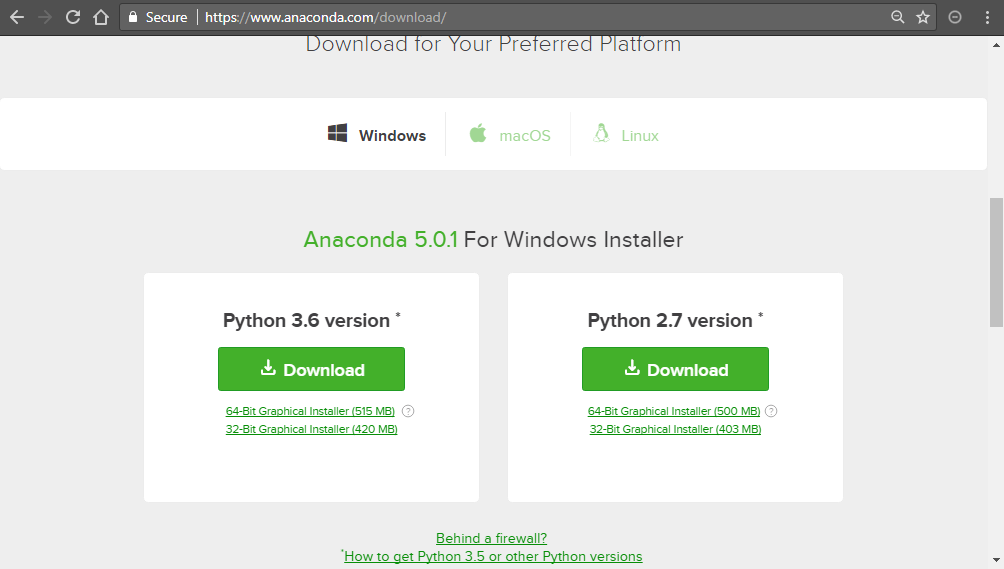 Secure https://www.anaconda.com/download/
Download for Your Preferred Platform
Windows macOS Linux
Anaconda 5.0.1 For Windows Installer
Python 3.6 version *
Download
64-Bit Graphical Installer (515 MB) ?
32-Bit Graphical Installer (420 MB)
Python 2.7 version *
Download
64-Bit Graphical Installer (500 MB) ?
32-Bit Graphical Installer (403 MB)
Behind a firewall?
*How to get Python 3.5 or other Python versions